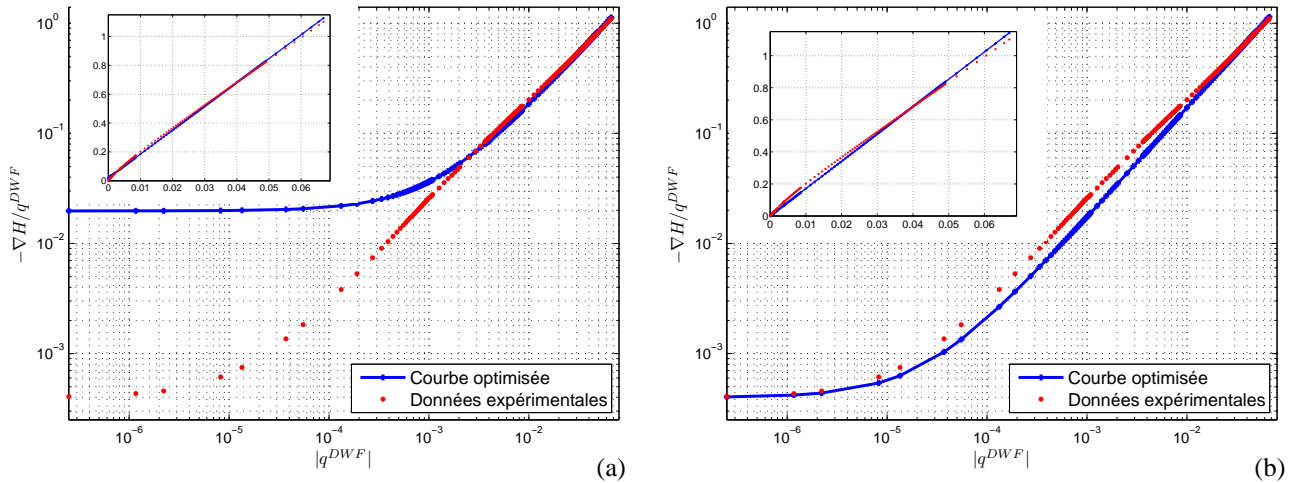 10^0
10^{-1}
10^{-2}
10^{-3}
-∇H/q^{DWF}
1
0.8
0.6
0.4
0.2
0
0 0.01 0.02 0.03 0.04 0.05 0.06
Courbe optimisée
Données expérimentales
10^{-6} 10^{-5} 10^{-4} 10^{-3} 10^{-2}
|q^{DWF}|
(a)
10^0
10^{-1}
10^{-2}
10^{-3}
-∇H/q^{DWF}
1
0.8
0.6
0.4
0.2
0
0 0.01 0.02 0.03 0.04 0.05 0.06
Courbe optimisée
Données expérimentales
10^{-6} 10^{-5} 10^{-4} 10^{-3} 10^{-2}
|q^{DWF}|
(b)